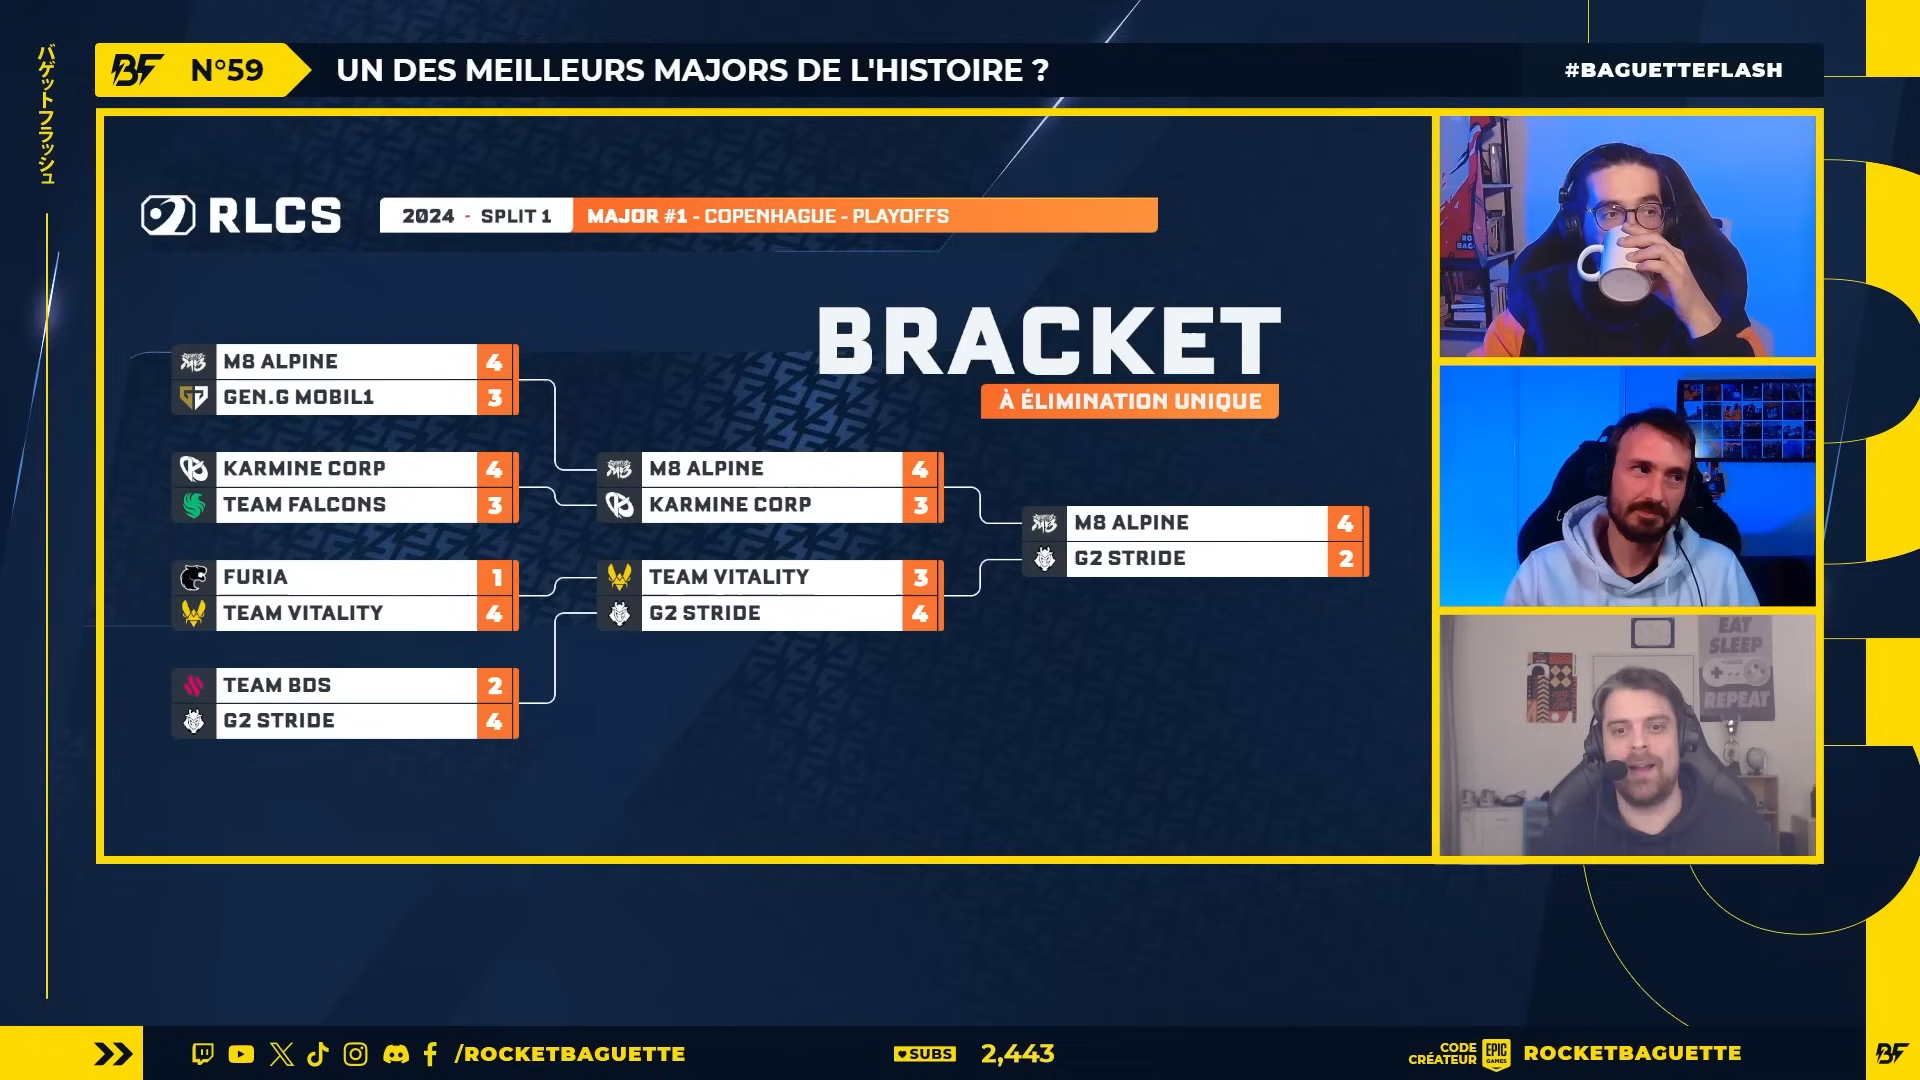 バゲットフラッシュ
BF N°59 UN DES MEILLEURS MAJORS DE L'HISTOIRE ? #BAGUETTEFLASH
RLCS 2024 - SPLIT 1 MAJOR #1 - COPENHAGUE - PLAYOFFS
BRACKET
À ÉLIMINATION UNIQUE
M8 ALPINE 4
GEN.G MOBIL1 3
KARMINE CORP 4
TEAM FALCONS 3
FURIA 1
TEAM VITALITY 4
TEAM BDS 2
G2 STRIDE 4
M8 ALPINE 4
KARMINE CORP 3
TEAM VITALITY 3
G2 STRIDE 4
M8 ALPINE 4
G2 STRIDE 2
EAT
SLEEP
REPEAT
/ROCKETBAGUETTE
SUBS 2,443
CODE
CRÉATEUR
EPIC
GAMES
ROCKETBAGUETTE
BF